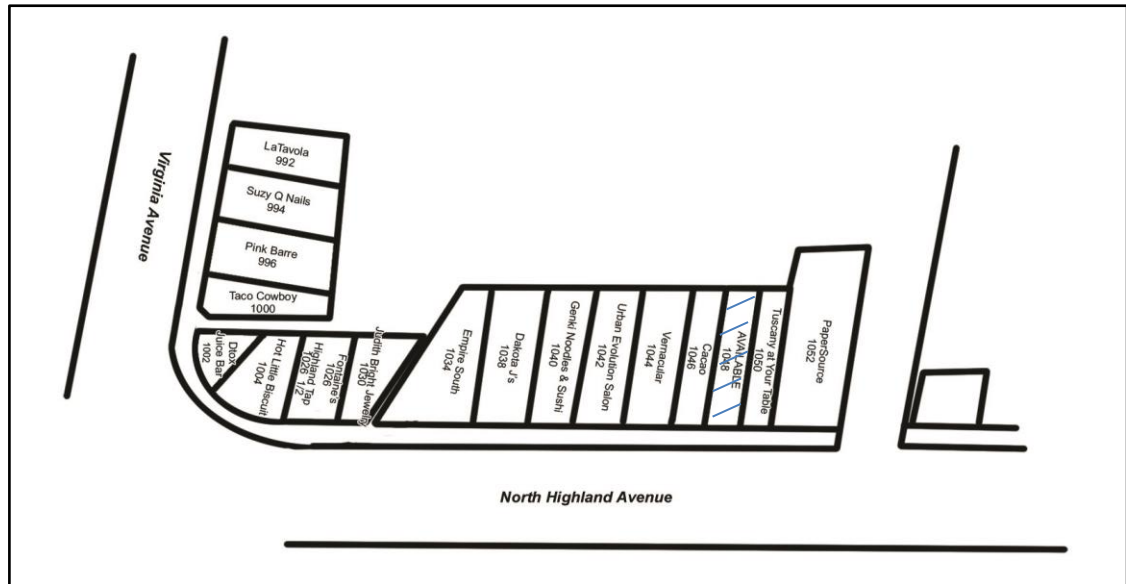 Virginia Avenue
LaTavola
992
Suzy Q Nails
994
Pink Barre
996
Taco Cowboy
1000
Dtox
Juice Bar
1002
Hot Little Biscuit
1004
Highland Tap
1026 1/2
Fontaine's
1026
Judith Bright Jewelry
1030
Empire South
1034
Dakota J's
1038
Genki Noodles & Sushi
1040
Urban Evolution Salon
1042
Vernacular
1044
Cacao
1046
AVAILABLE
1048
Tuscany at Your Table
1050
PaperSource
1052
North Highland Avenue